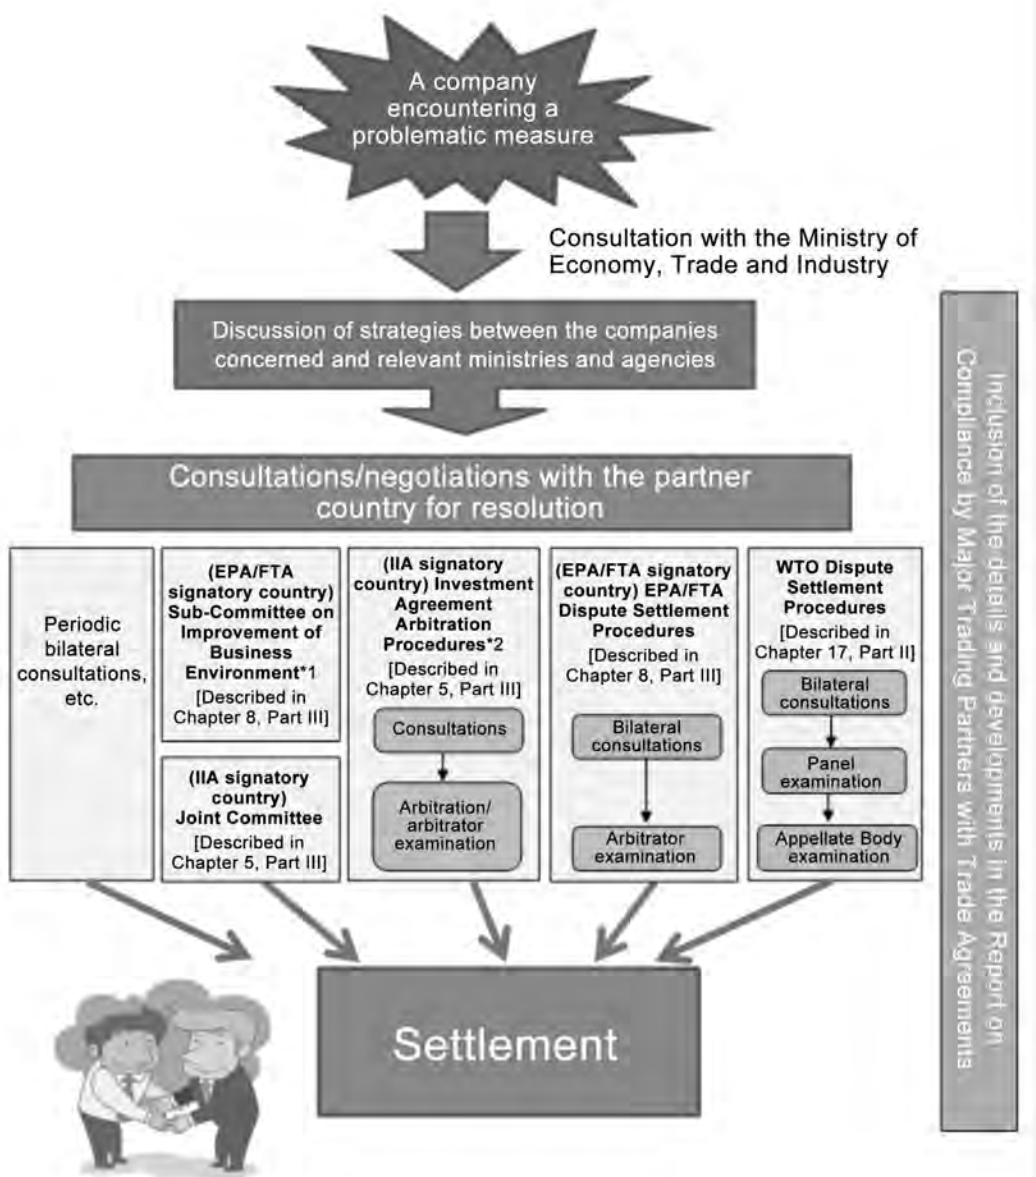 A company
encountering a
problematic measure
Consultation with the Ministry of
Economy, Trade and Industry
Discussion of strategies between the companies
concerned and relevant ministries and agencies
Consultations/negotiations with the partner
country for resolution
Periodic
bilateral
consultations,
etc.
(EPA/FTA
signatory country)
Sub-Committee on
Improvement of
Business
Environment*1
[Described in
Chapter 8, Part III]
(IIA signatory
country)
Joint Committee
[Described in
Chapter 5, Part III]
(IIA signatory
country) Investment
Agreement
Arbitration
Procedures*2
[Described in
Chapter 5, Part III]
Consultations
Arbitration/
arbitrator
examination
(EPA/FTA signatory
country) EPA/FTA
Dispute Settlement
Procedures
[Described in
Chapter 8, Part III]
Bilateral
consultations
Arbitrator
examination
WTO Dispute
Settlement
Procedures
[Described in
Chapter 17, Part II]
Bilateral
consultations
Panel
examination
Appellate Body
examination
Settlement
Inclusion of the details and developments in the Report on
Compliance by Major Trading Partners with Trade Agreements